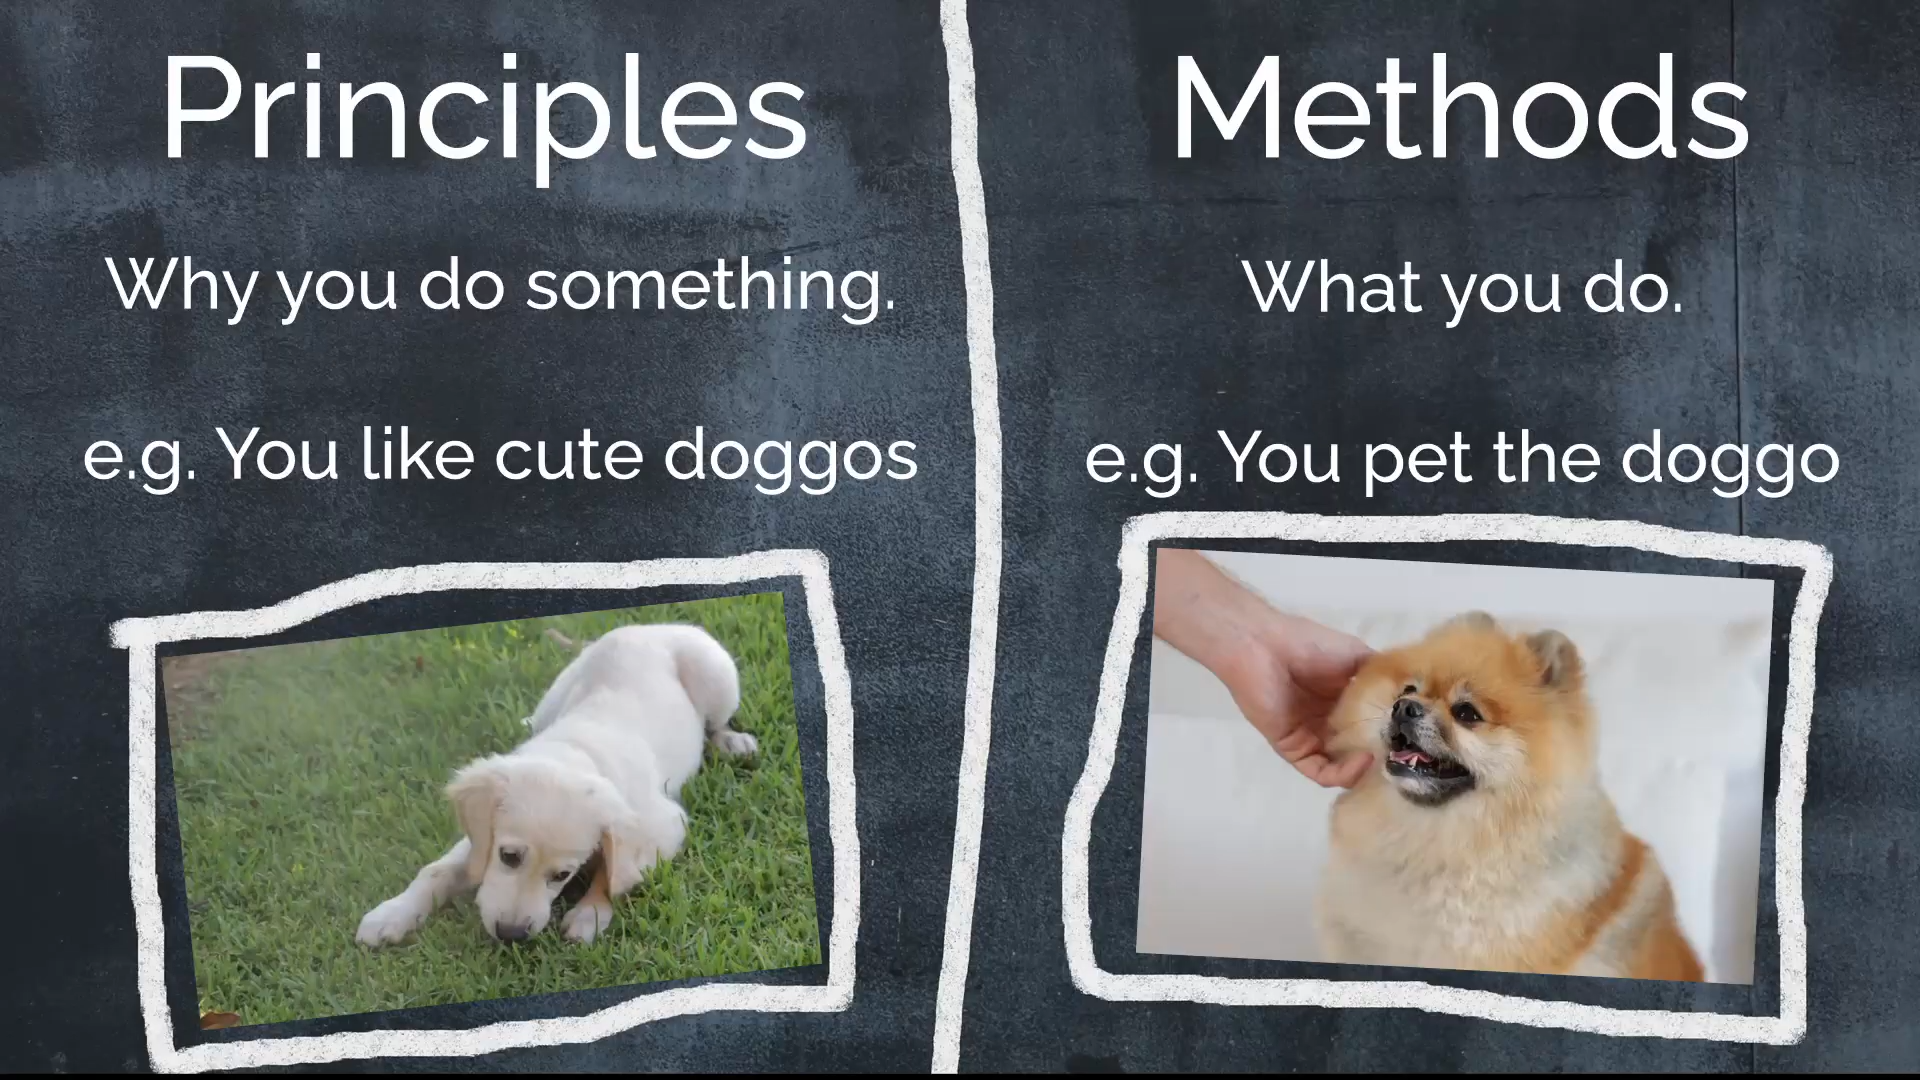 Principles
Why you do something.
e.g. You like cute doggos
Methods
What you do.
e.g. You pet the doggo